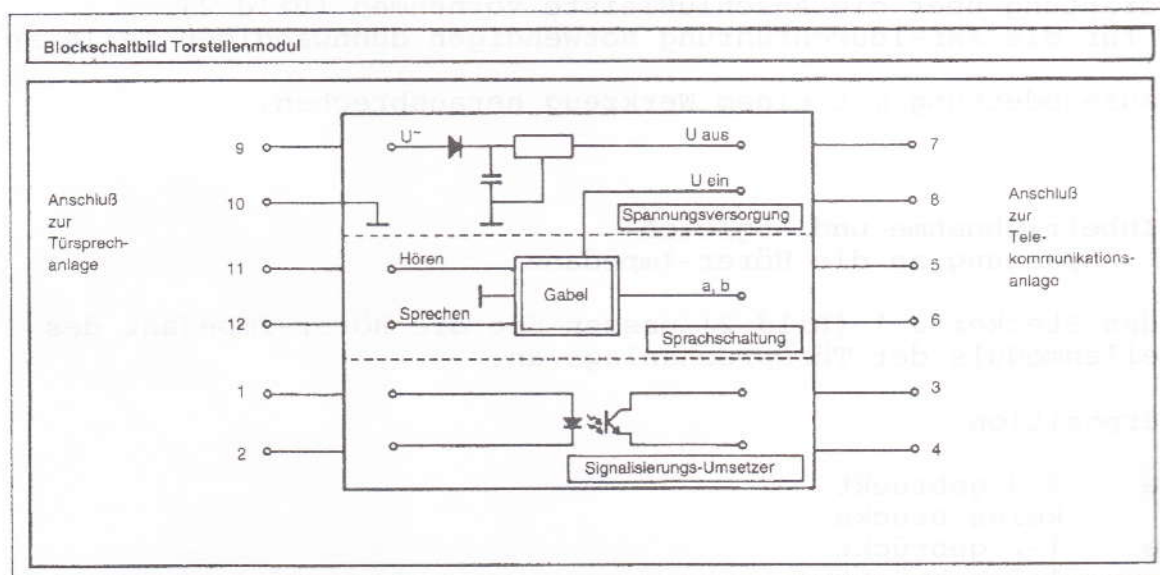 Blockschaltbild Torstellenmodul
9
U~
U aus
7
10
U ein
8
Anschluß
zur
Türsprech-
anlage
Spannungsversorgung
Anschluß
zur
Tele-
kommunikations-
anlage
11
Hören
Gabel
a, b
5
12
Sprechen
6
Sprachschaltung
1
3
2
4
Signalisierungs-Umsetzer